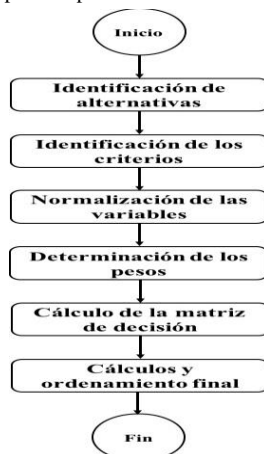 Inicio
Identificación de
alternativas
Identificación de los
criterios
Normalización de las
variables
Determinación de los
pesos
Cálculo de la matriz
de decisión
Cálculos y
ordenamiento final
Fin